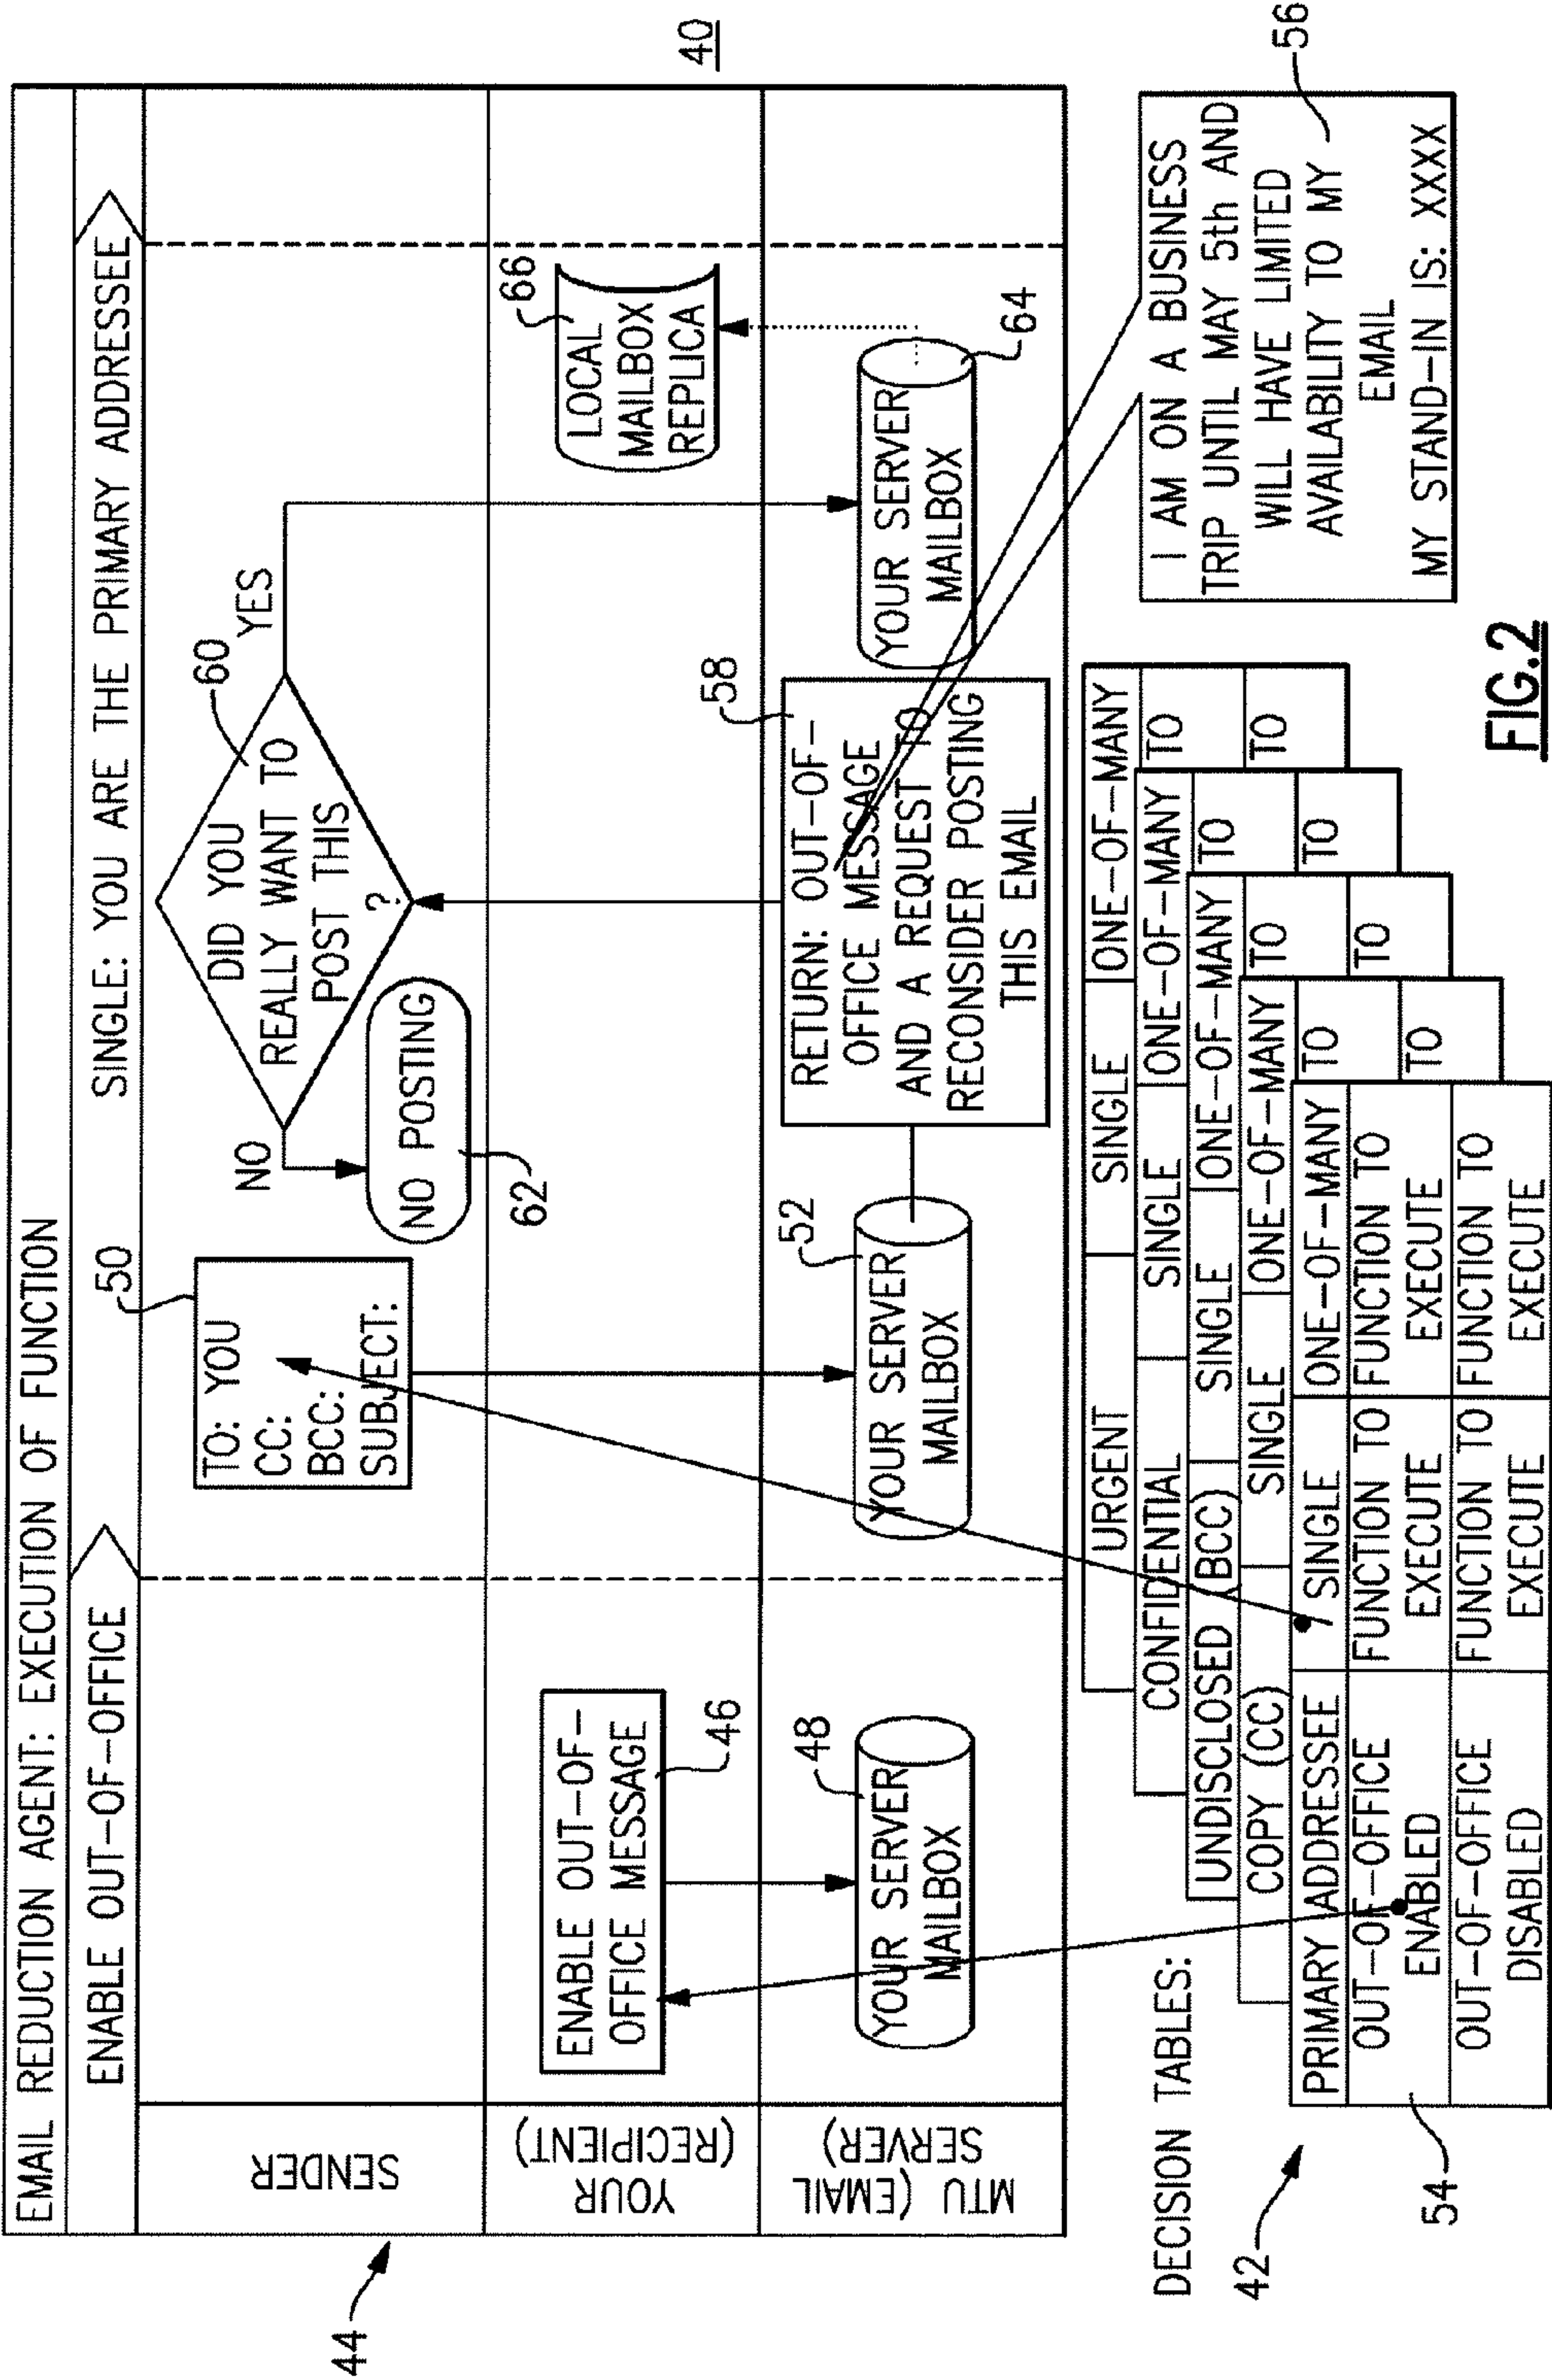 EMAIL REDUCTION AGENT: EXECUTION OF FUNCTION
ENABLE OUT-OF-OFFICE
SINGLE: YOU ARE THE PRIMARY ADDRESSEE
44
SENDER
50
TO: YOU
CC:
BCC:
SUBJECT:
NO
DID YOU
REALLY WANT TO
POST THIS
?
60
YES
NO POSTING
62
YOUR
(RECIPIENT)
ENABLE OUT-OF-
OFFICE MESSAGE
46
LOCAL
MAILBOX
REPLICA
66
40
MTU (EMAIL
SERVER)
48
YOUR SERVER
MAILBOX
52
YOUR SERVER
MAILBOX
58
RETURN: OUT-OF-
OFFICE MESSAGE
AND A REQUEST TO
RECONSIDER POSTING
THIS EMAIL
YOUR SERVER
MAILBOX
64
DECISION TABLES:
42
URGENT
SINGLE
ONE-OF-MANY
TO
TO
CONFIDENTIAL
SINGLE
ONE-OF-MANY
TO
TO
UNDISCLOSED (BCC)
SINGLE
ONE-OF-MANY
TO
TO
COPY (CC)
SINGLE
ONE-OF-MANY
TO
TO
PRIMARY ADDRESSEE
SINGLE
ONE-OF-MANY
OUT-OF-OFFICE
ENABLED
FUNCTION TO
EXECUTE
FUNCTION TO
EXECUTE
OUT-OF-OFFICE
DISABLED
FUNCTION TO
EXECUTE
FUNCTION TO
EXECUTE
54
I AM ON A BUSINESS
TRIP UNTIL MAY 5th AND
WILL HAVE LIMITED
AVAILABILITY TO MY
EMAIL
MY STAND-IN IS: XXXX
56
FIG.2